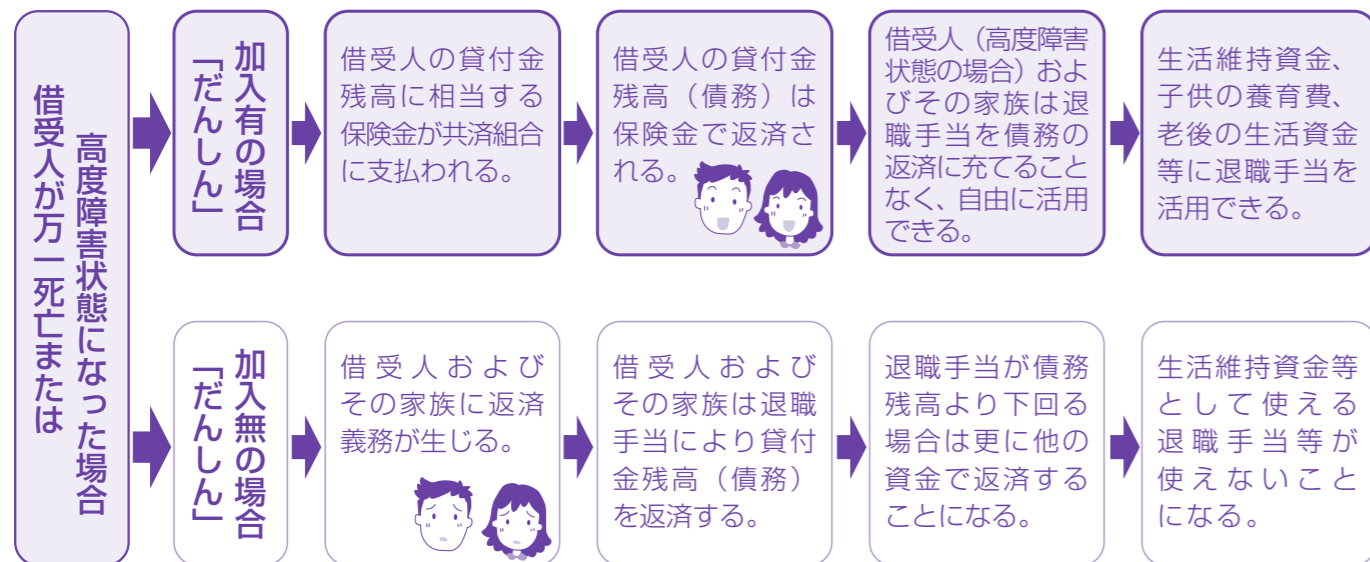 借受人が万一死亡または
高度障害状態になった場合
「だんしん」
加入有の場合
借受人の貸付金
残高に相当する
保険金が共済組合
に支払われる。
借受人の貸付金
残高（債務）は
保険金で返済さ
れる。
借受人（高度障害
状態の場合）およ
びその家族は退
職手当を債務の
返済に充てること
なく、自由に活用
できる。
生活維持資金、
子供の養育費、
老後の生活資金
等に退職手当を
活用できる。
「だんしん」
加入無の場合
借受人および
その家族に返済
義務が生じる。
借受人および
その家族は退職
手当により貸付
金残高（債務）
を返済する。
退職手当が債務
残高より下回る
場合は更に他の
資金で返済する
ことになる。
生活維持資金等
として使える
退職手当等が
使えないこと
になる。